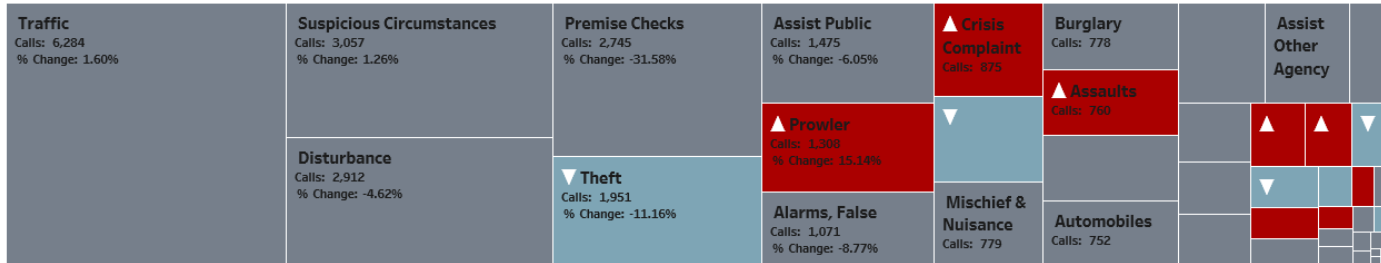 Traffic
Calls: 6,284
% Change: 1.60%
Suspicious Circumstances
Calls: 3,057
% Change: 1.26%
Disturbance
Calls: 2,912
% Change: -4.62%
Premise Checks
Calls: 2,745
% Change: -31.58%
Theft
Calls: 1,951
% Change: -11.16%
Assist Public
Calls: 1,475
% Change: -6.05%
Prowler
Calls: 1,308
% Change: 15.14%
Alarms, False
Calls: 1,071
% Change: -8.77%
Crisis
Complaint
Calls: 875
Mischief &
Nuisance
Calls: 779
Burglary
Calls: 778
Assaults
Calls: 760
Automobiles
Calls: 752
Assist
Other
Agency